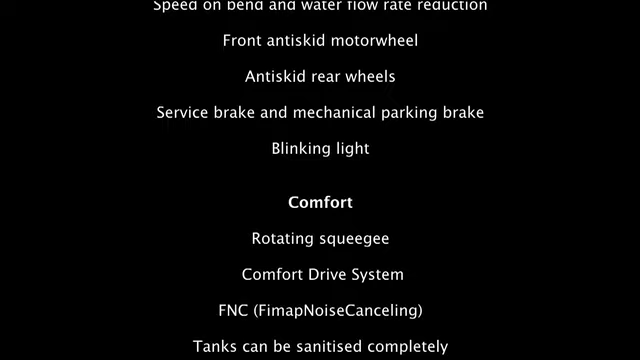 Speed on bend and water flow rate reduction
Front antiskid motorwheel
Antiskid rear wheels
Service brake and mechanical parking brake
Blinking light
Comfort
Rotating squeegee
Comfort Drive System
FNC (FimapNoiseCanceling)
Tanks can be sanitised completely